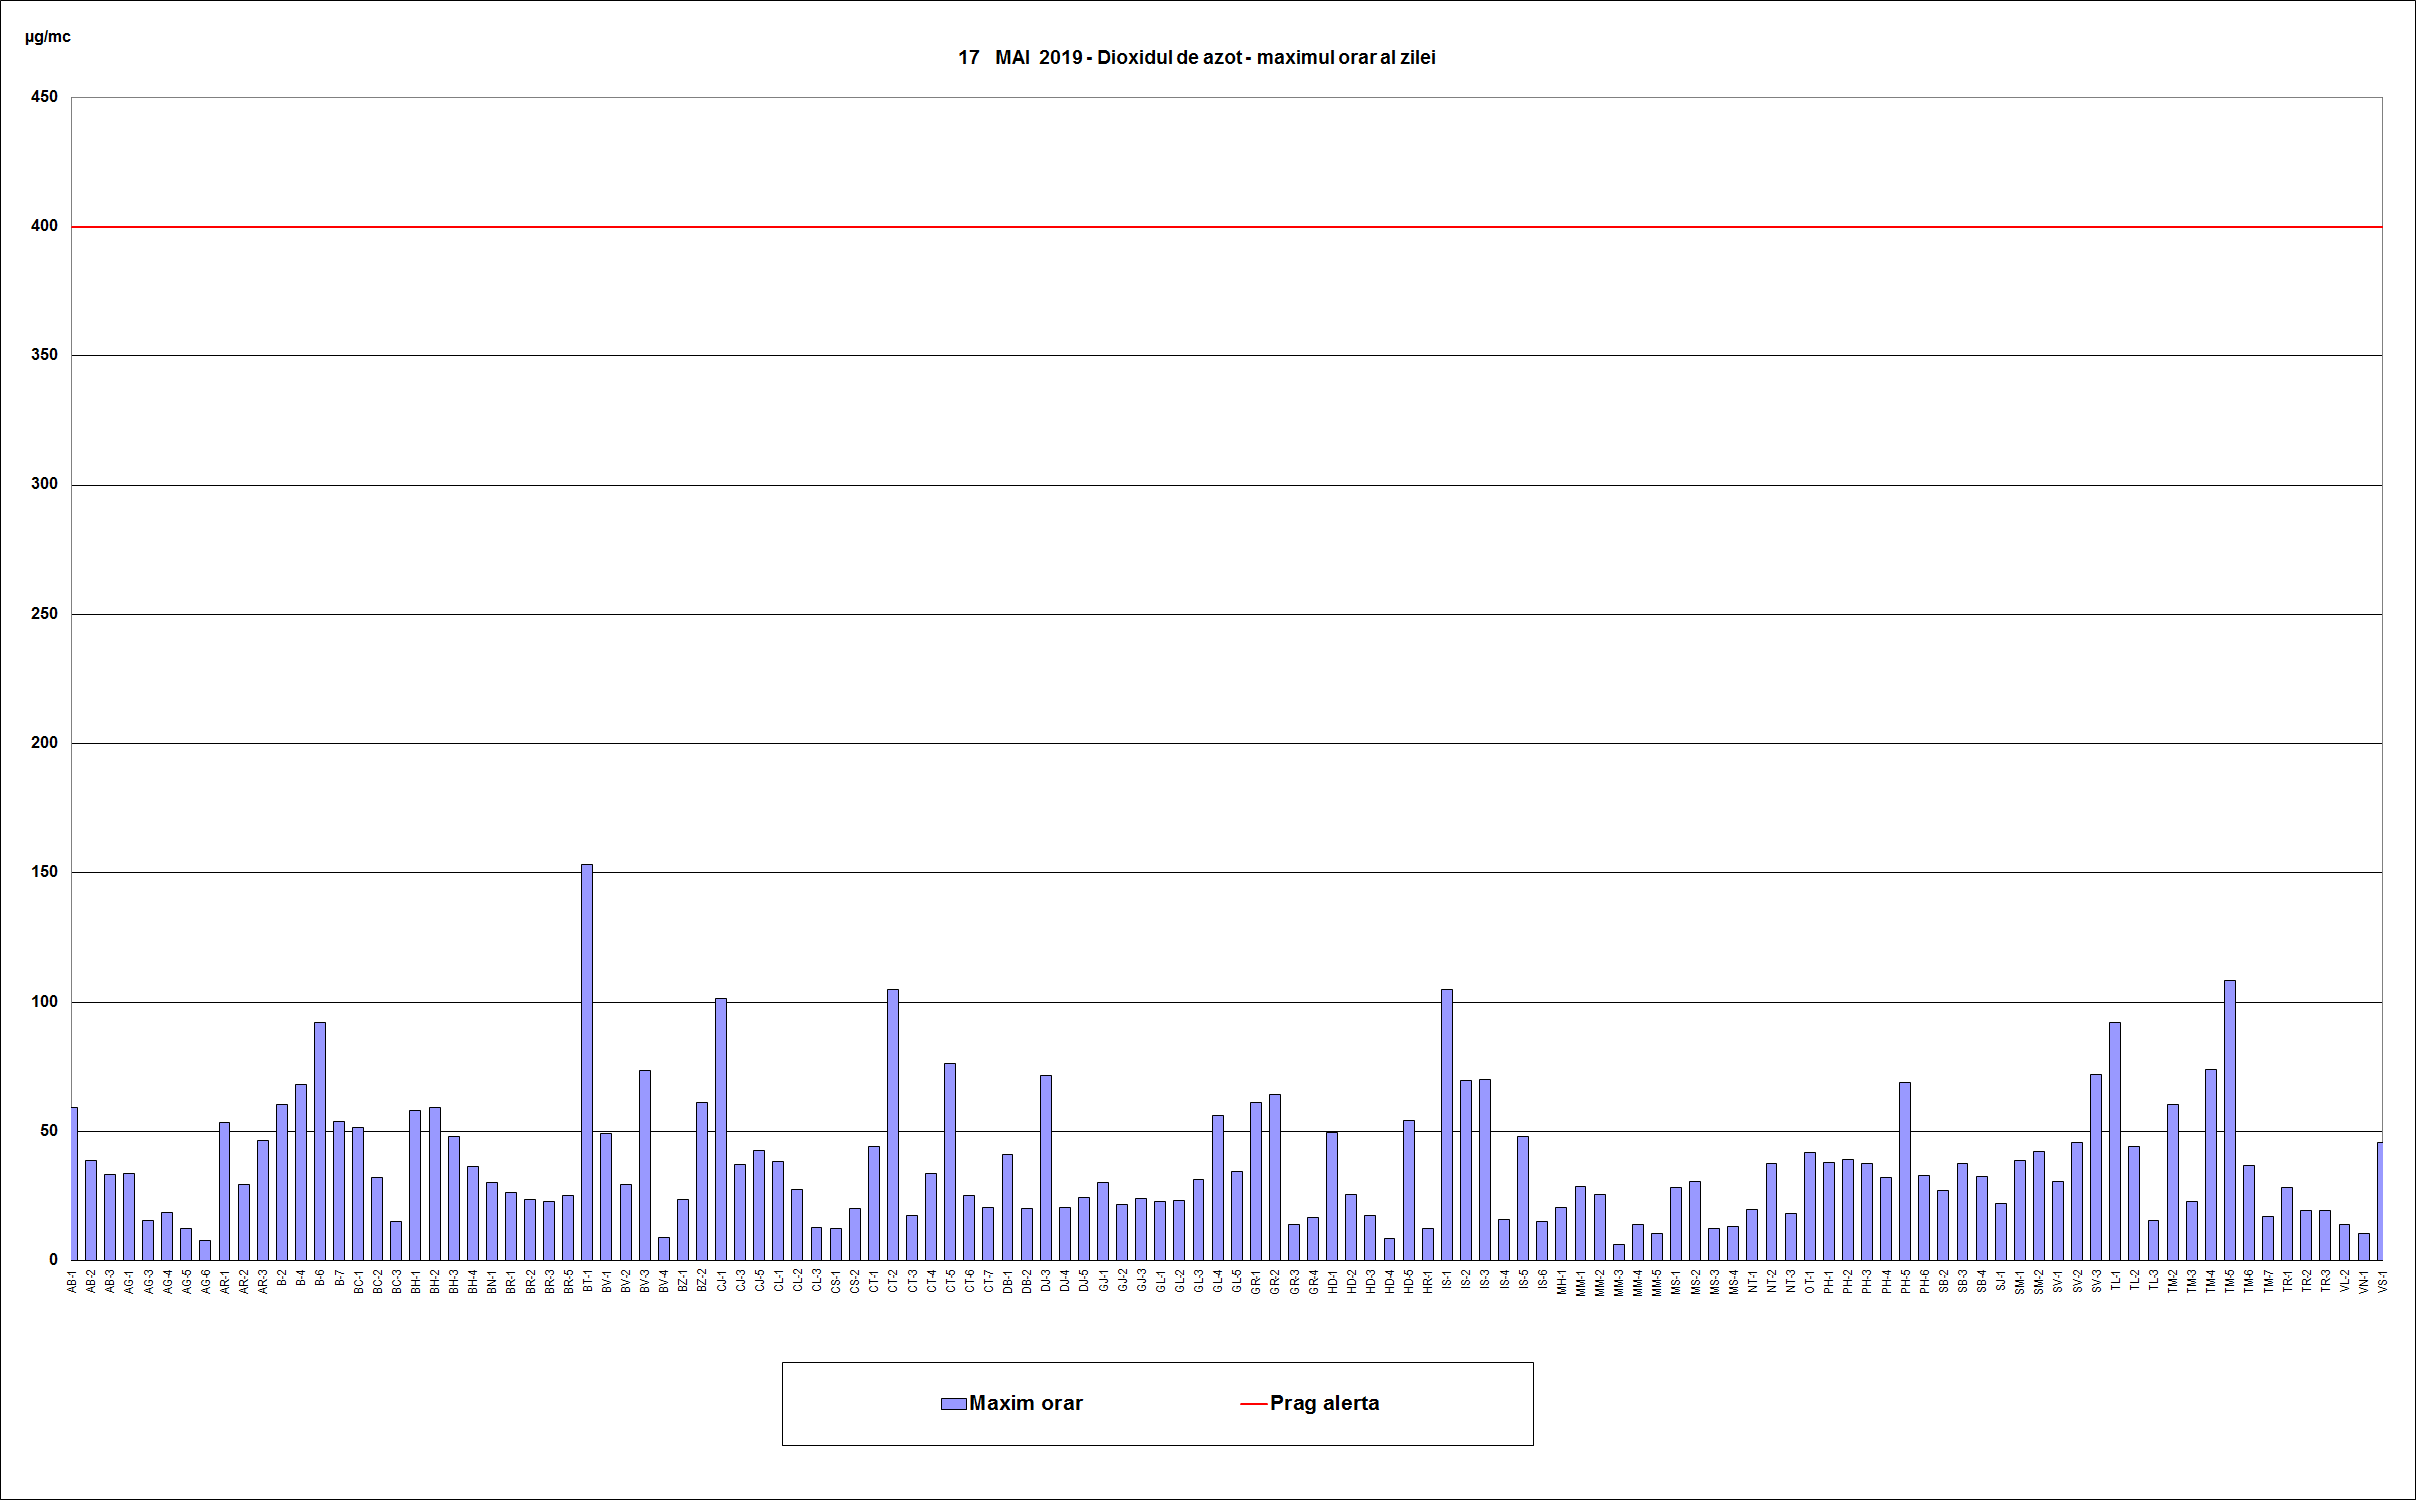 µg/mc
17 MAI 2019 - Dioxidul de azot - maximul orar al zilei
450
400
350
300
250
200
150
100
50
0
AB-1 AB-2 AB-3 AG-1 AG-3 AG-4 AG-5 AG-6 AR-1 AR-2 AR-3 B-2 B-4 B-6 B-7 BC-1 BC-2 BC-3 BH-1 BH-2 BH-3 BH-4 BN-1 BR-1 BR-2 BR-3 BR-5 BT-1 BV-1 BV-2 BV-3 BV-4 BZ-1 BZ-2 CJ-1 CJ-3 CJ-5 CL-1 CL-2 CL-3 CS-1 CS-2 CT-1 CT-2 CT-3 CT-4 CT-5 CT-6 CT-7 DB-1 DB-2 DJ-3 DJ-4 DJ-5 GJ-1 GJ-2 GJ-3 GL-1 GL-2 GL-3 GL-4 GL-5 GR-1 GR-2 GR-3 GR-4 HD-1 HD-2 HD-3 HD-4 HD-5 HR-1 IS-1 IS-2 IS-3 IS-4 IS-5 IS-6 MH-1 MM-1 MM-2 MM-3 MM-4 MM-5 MS-1 MS-2 MS-3 MS-4 NT-1 NT-2 NT-3 OT-1 PH-1 PH-2 PH-3 PH-4 PH-5 PH-6 SB-2 SB-3 SB-4 SJ-1 SM-1 SM-2 SV-1 SV-2 SV-3 TL-1 TL-2 TL-3 TM-2 TM-3 TM-4 TM-5 TM-6 TM-7 TR-1 TR-2 TR-3 VL-2 VN-1 VS-1
Maxim orar Prag alerta